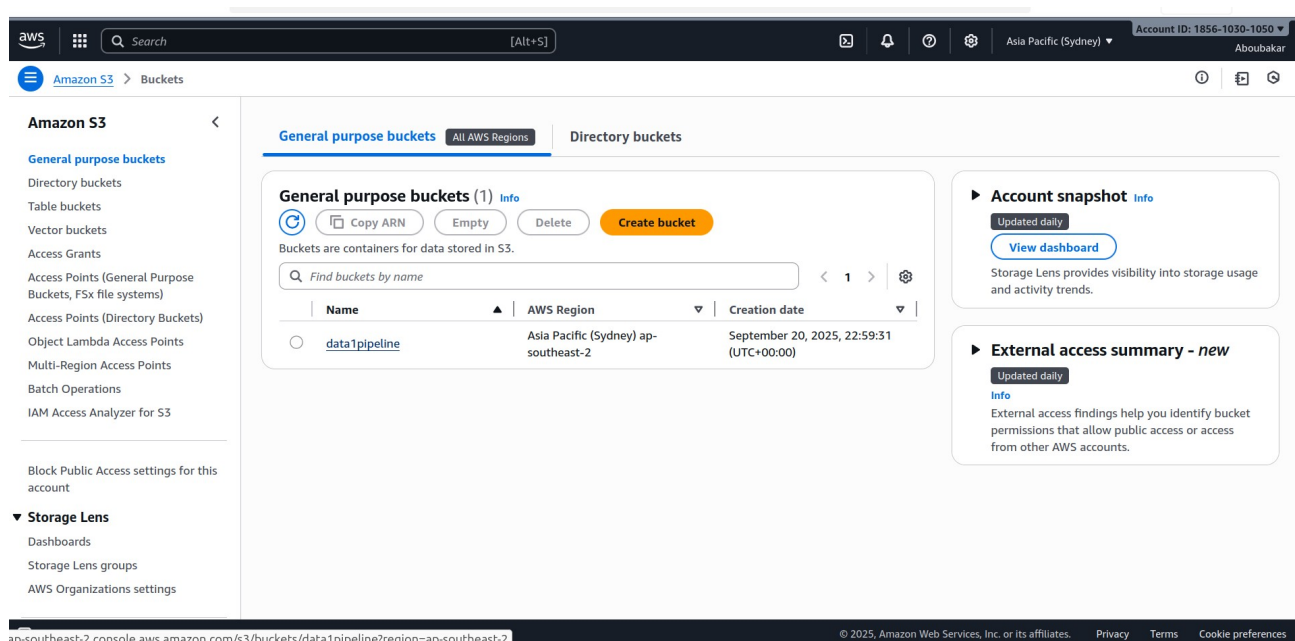 aws
Search [Alt+S]
Asia Pacific (Sydney) ▼
Account ID: 1856-1030-1050 ▼
Aboubakar
Amazon S3 > Buckets
Amazon S3
General purpose buckets
Directory buckets
Table buckets
Vector buckets
Access Grants
Access Points (General Purpose
Buckets, FSx file systems)
Access Points (Directory Buckets)
Object Lambda Access Points
Multi-Region Access Points
Batch Operations
IAM Access Analyzer for S3
Block Public Access settings for this
account
Storage Lens
Dashboards
Storage Lens groups
AWS Organizations settings
General purpose buckets All AWS Regions Directory buckets
General purpose buckets (1) Info
Copy ARN Empty Delete Create bucket
Buckets are containers for data stored in S3.
Find buckets by name
< 1 >
Name AWS Region Creation date
data1pipeline
Asia Pacific (Sydney) ap-
southeast-2
September 20, 2025, 22:59:31
(UTC+00:00)
Account snapshot Info
Updated daily
View dashboard
Storage Lens provides visibility into storage usage
and activity trends.
External access summary - new
Updated daily
Info
External access findings help you identify bucket
permissions that allow public access or access
from other AWS accounts.
ap-southeast-2.console.aws.amazon.com/s3/buckets/data1pipeline?region=ap-southeast-2
© 2025, Amazon Web Services, Inc. or its affiliates. Privacy Terms Cookie preferences